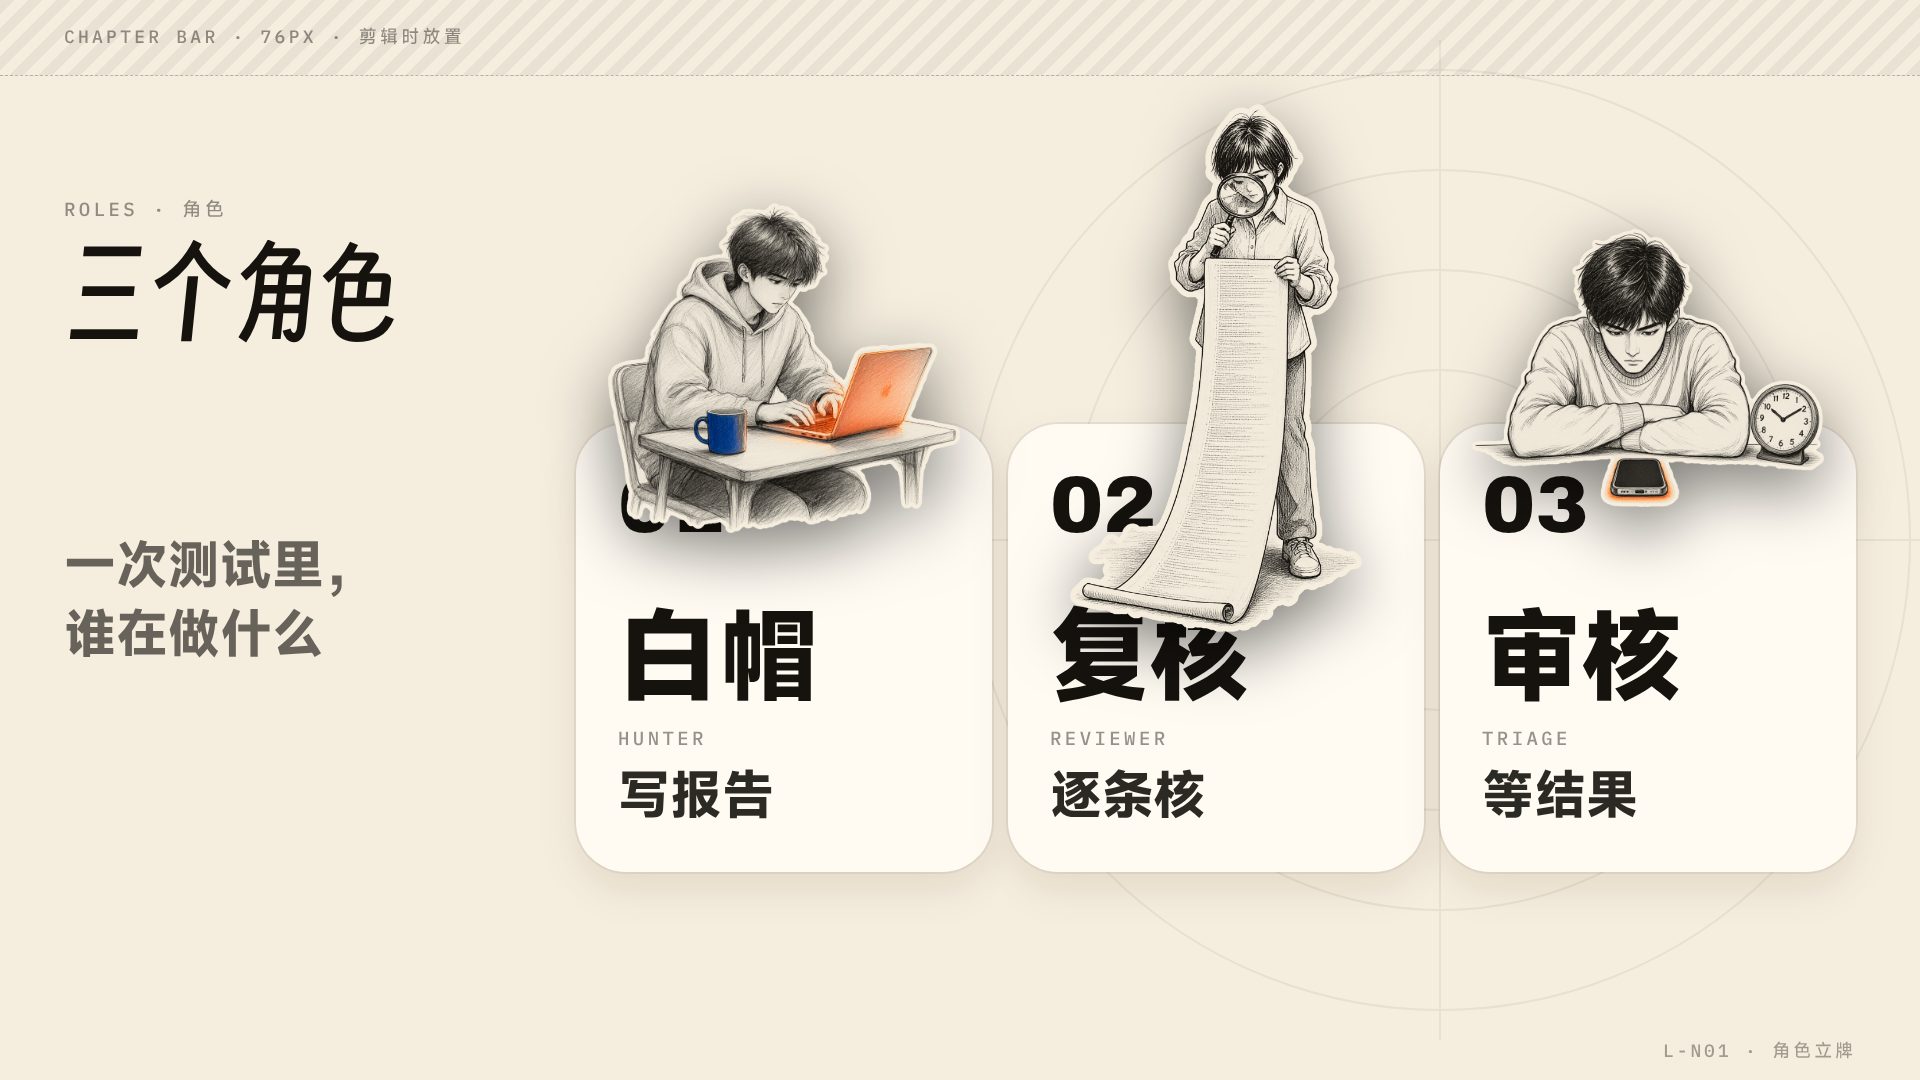 CHAPTER BAR · 76PX · 剪辑时放置
ROLES · 角色
三个角色
一次测试里，
谁在做什么
白帽
HUNTER
写报告
02
复核
REVIEWER
逐条核
03
审核
TRIAGE
等结果
L-N01 · 角色立牌